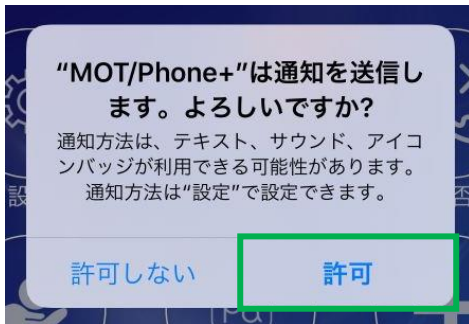 “MOT/Phone+”は通知を送信し
ます。よろしいですか?
通知方法は、テキスト、サウンド、アイコ
ンバッジが利用できる可能性があります。
通知方法は“設定”で設定できます。
設
許可しない
許可